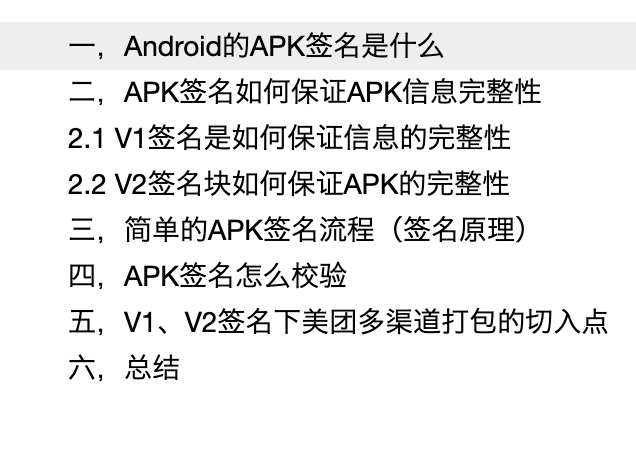 一，Android的APK签名是什么
二，APK签名如何保证APK信息完整性
2.1 V1签名是如何保证信息的完整性
2.2 V2签名块如何保证APK的完整性
三，简单的APK签名流程（签名原理）
四，APK签名怎么校验
五，V1、V2签名下美团多渠道打包的切入点
六，总结